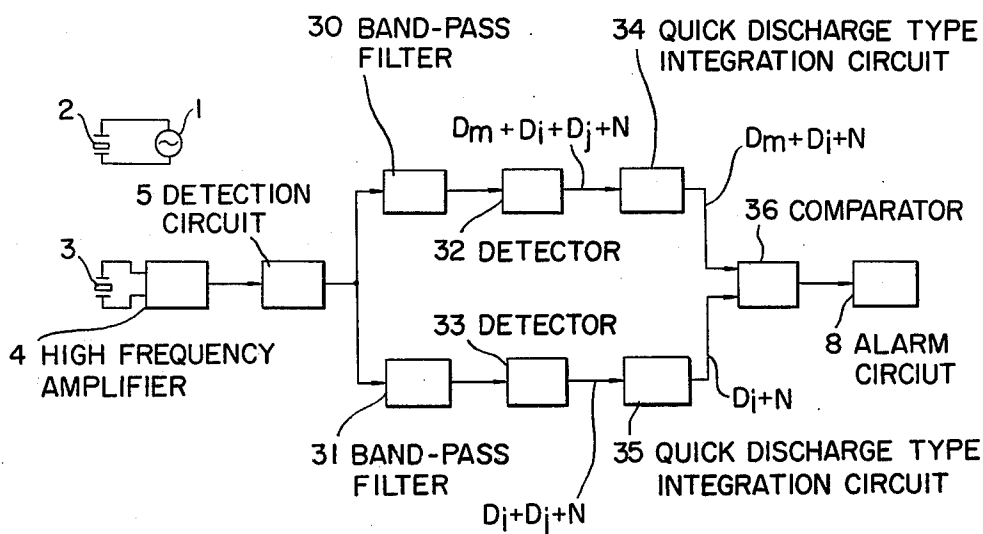 30 BAND-PASS
FILTER
34 QUICK DISCHARGE TYPE
INTEGRATION CIRCUIT
2
1
Dm+Di+Dj+N
Dm+Di+N
5 DETECTION
CIRCUIT
36 COMPARATOR
3
32 DETECTOR
33 DETECTOR
4 HIGH FREQUENCY
AMPLIFIER
8 ALARM
CIRCIUT
Di+N
31 BAND-PASS
FILTER
35 QUICK DISCHARGE TYPE
INTEGRATION CIRCUIT
Di+Dj+N